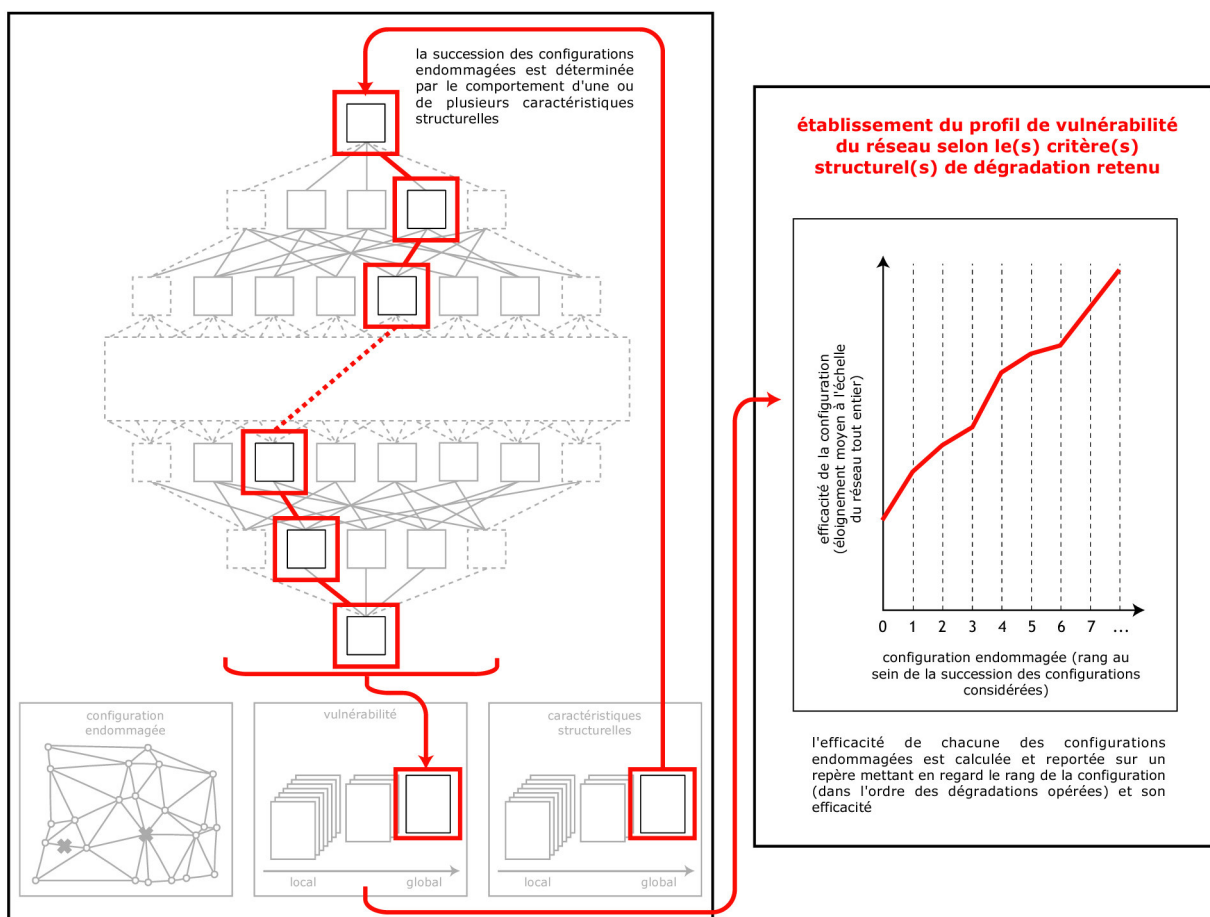 la succession des configurations
endommagées est déterminée
par le comportement d'une ou
de plusieurs caractéristiques
structurelles
configuration
endommagée
vulnérabilité
local
global
caractéristiques
structurelles
local
global
établissement du profil de vulnérabilité
du réseau selon le(s) critère(s)
structurel(s) de dégradation retenu
efficacité de la configuration
(éloignement moyen à l'échelle
du réseau tout entier)
0 1 2 3 4 5 6 7 ...
configuration endommagée (rang au
sein de la succession des configurations
considérées)
l'efficacité de chacune des configurations
endommagées est calculée et reportée sur un
repère mettant en regard le rang de la configuration
(dans l'ordre des dégradations opérées) et son
efficacité